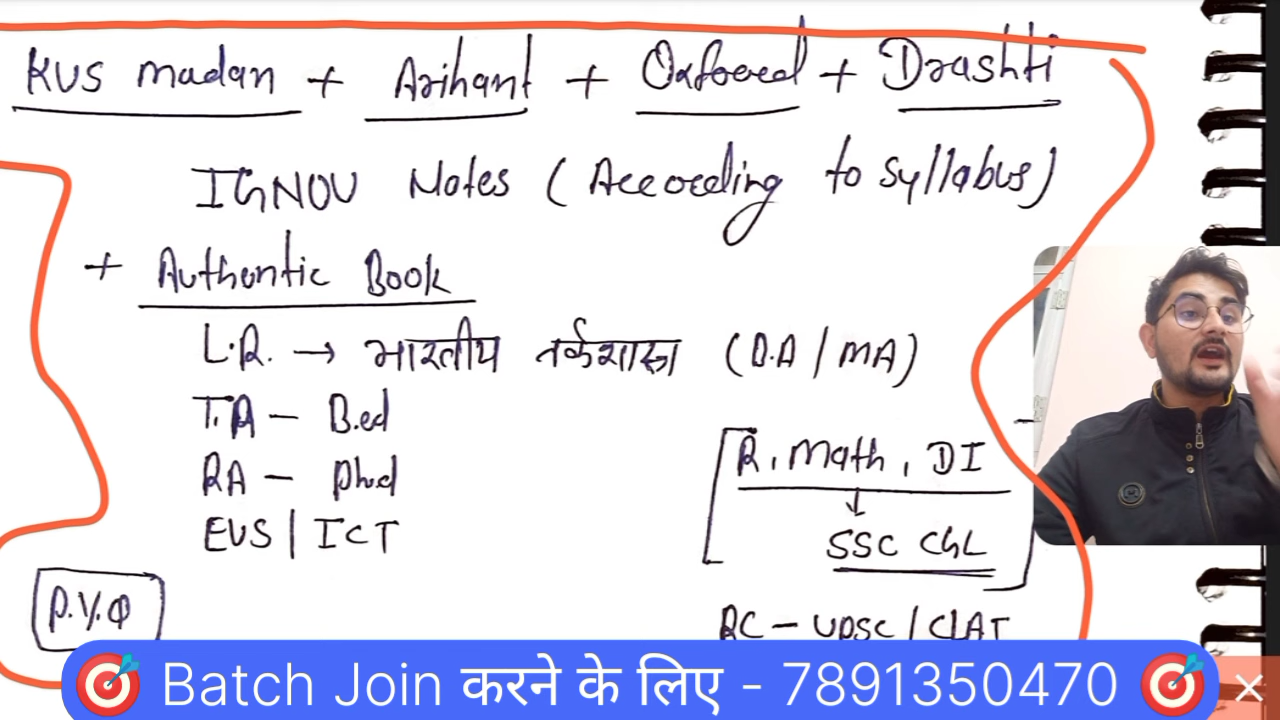 KVS madan + Arihant + Oxford + Drashti
IGNOU Notes (According to Syllabus)
+ Authentic Book
L.R. → भारतीय तर्कशास्त्र (B.A / MA)
T.A - B.ed
RA - Phd
EVS | ICT
R, Math, DI
↓
SSC CGL
P.Y.Q
RC - UPSC / CLAT
🎯 Batch Join करने के लिए - 7891350470 🎯 ×